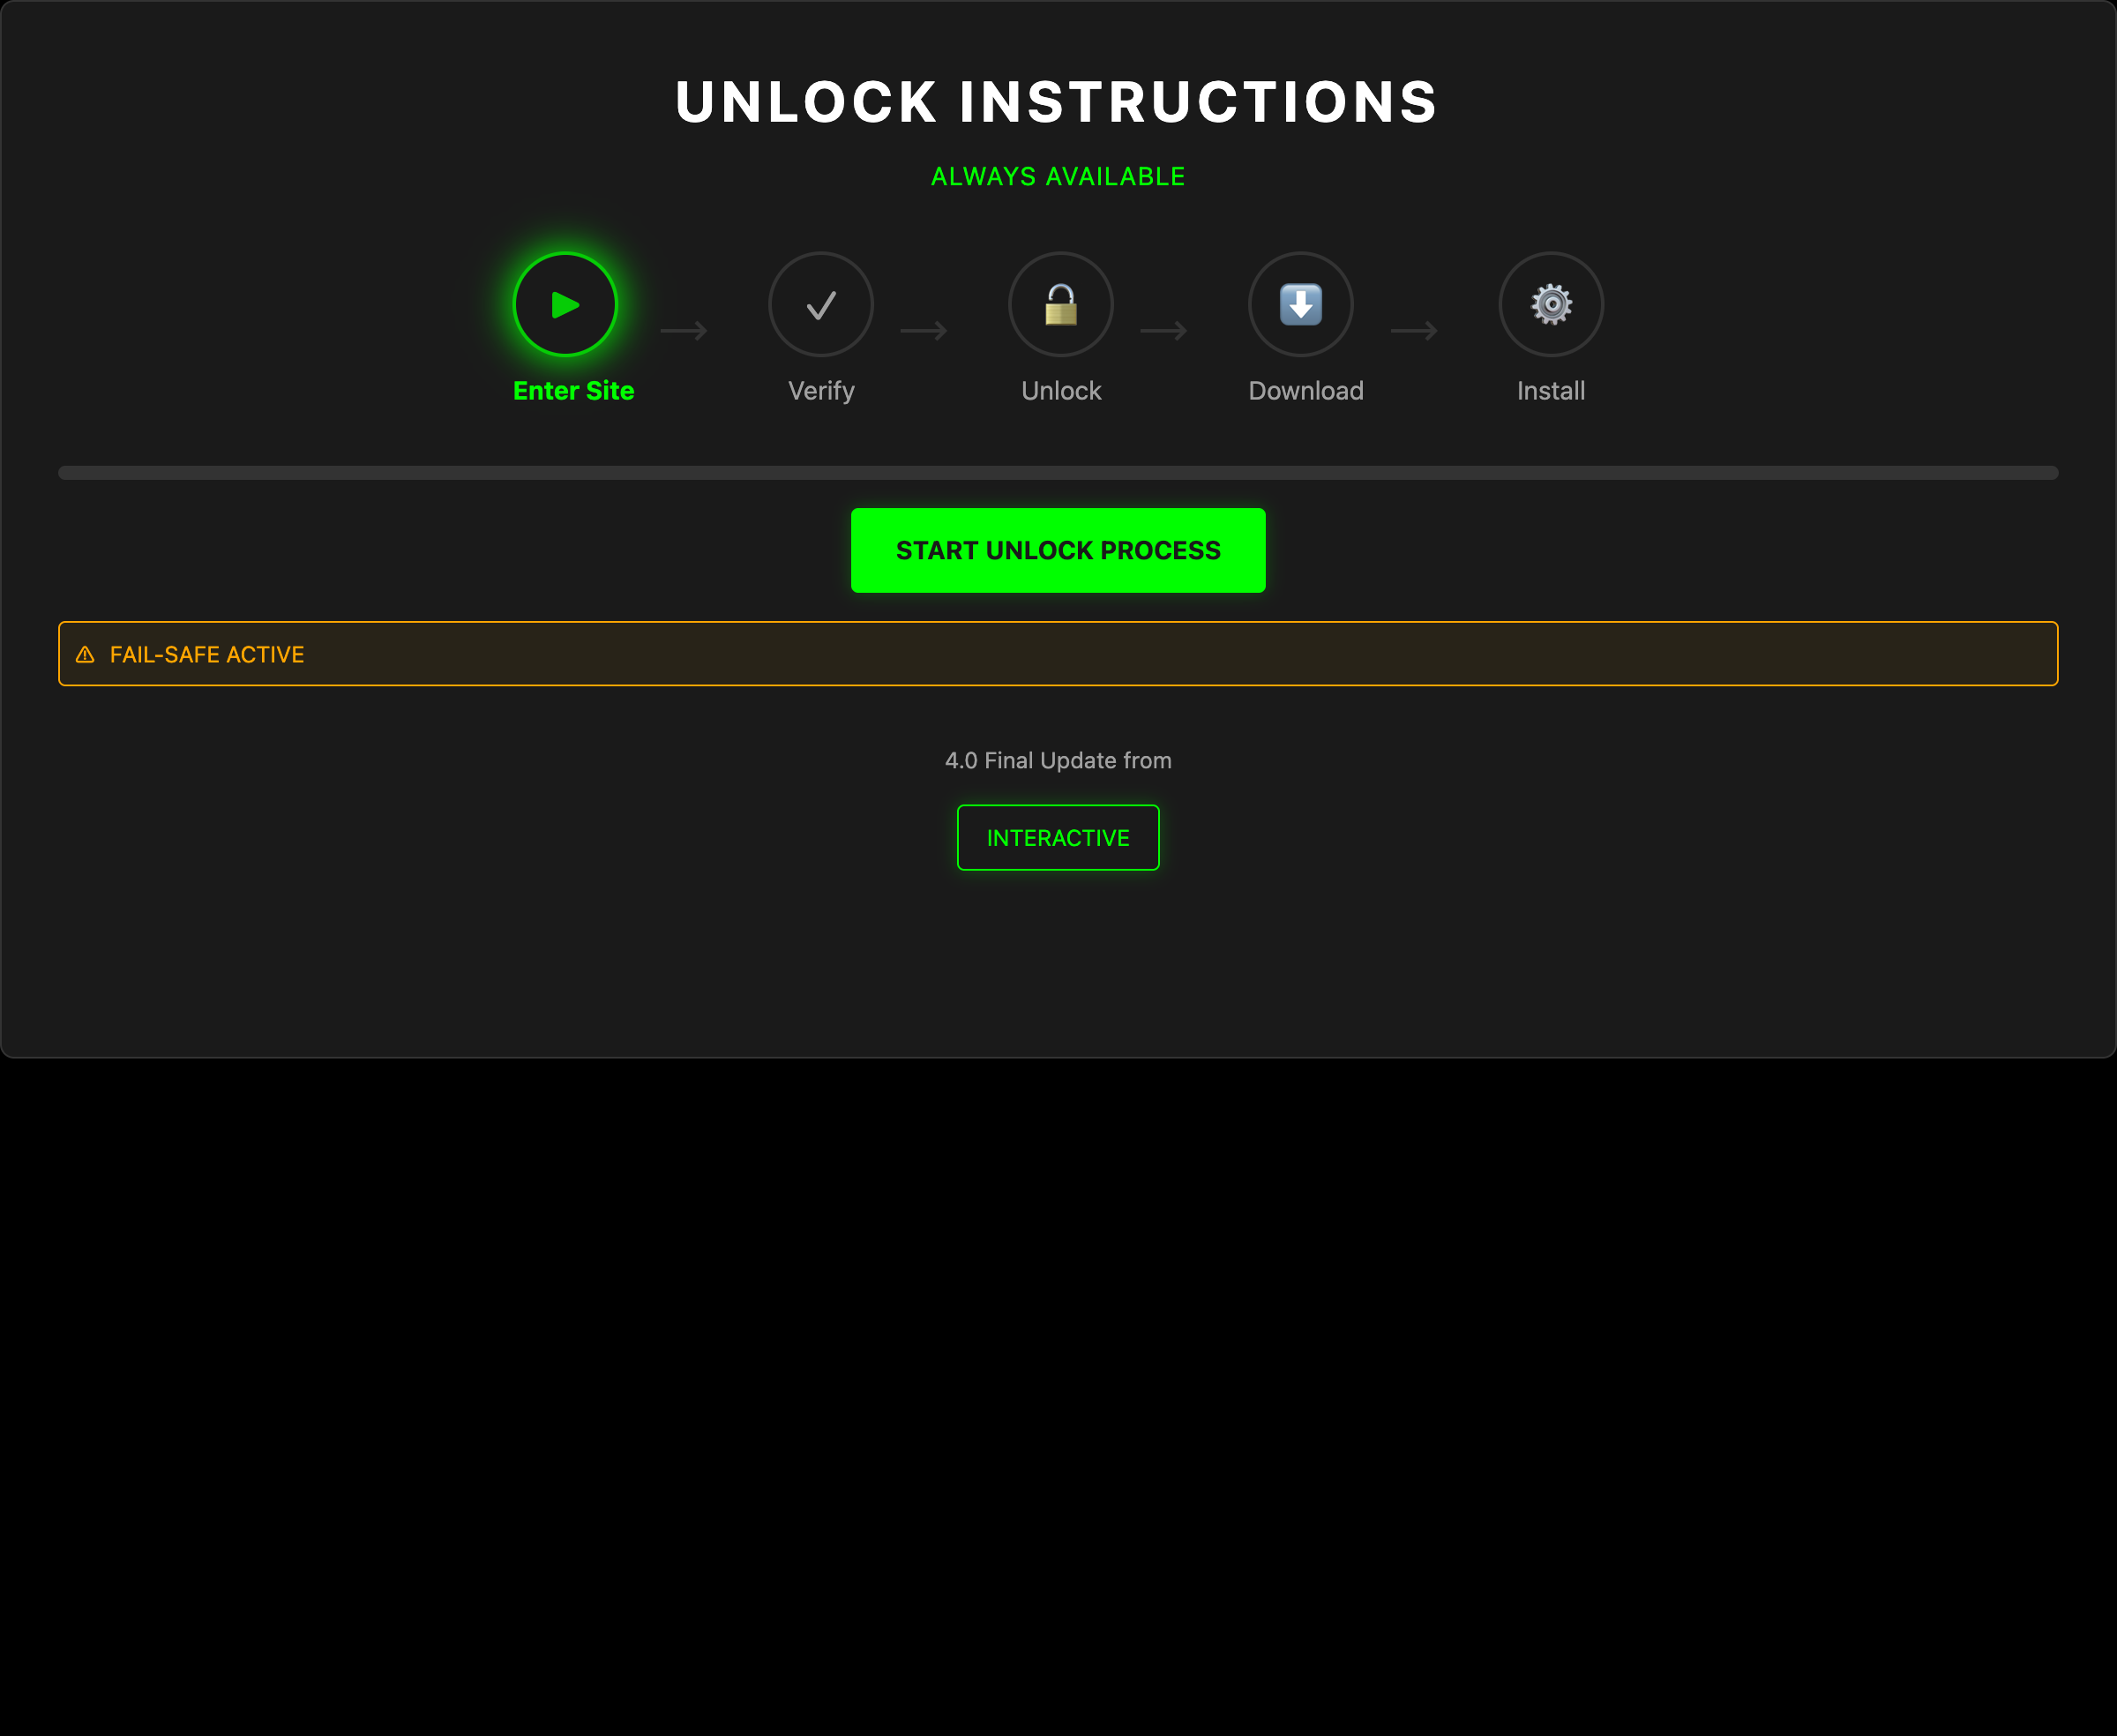 UNLOCK INSTRUCTIONS
ALWAYS AVAILABLE
Enter Site
Verify
Unlock
Download
Install
START UNLOCK PROCESS
FAIL-SAFE ACTIVE
4.0 Final Update from
INTERACTIVE